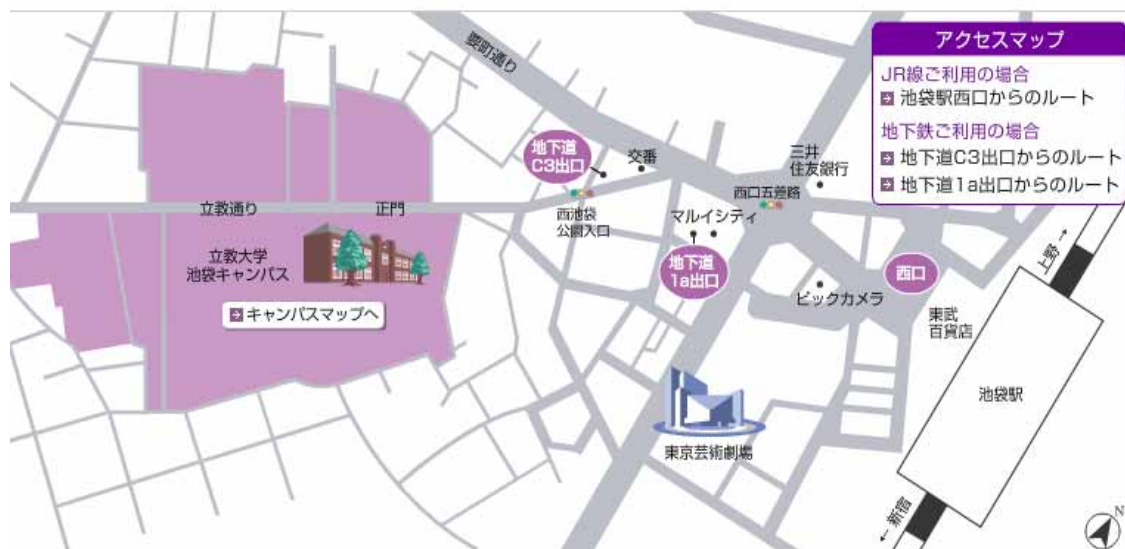 アクセスマップ
JR線ご利用の場合
池袋駅西口からのルート
地下鉄ご利用の場合
地下道C3出口からのルート
地下道1a出口からのルート
要町通り
地下道
C3出口
交番
三井
住友銀行
西口五差路
立教通り
正門
西池袋
公園入口
マルイシティ
地下道
1a出口
西口
上野→
立教大学
池袋キャンパス
キャンパスマップへ
ビックカメラ
東武
百貨店
池袋駅
東京芸術劇場
←新宿
N